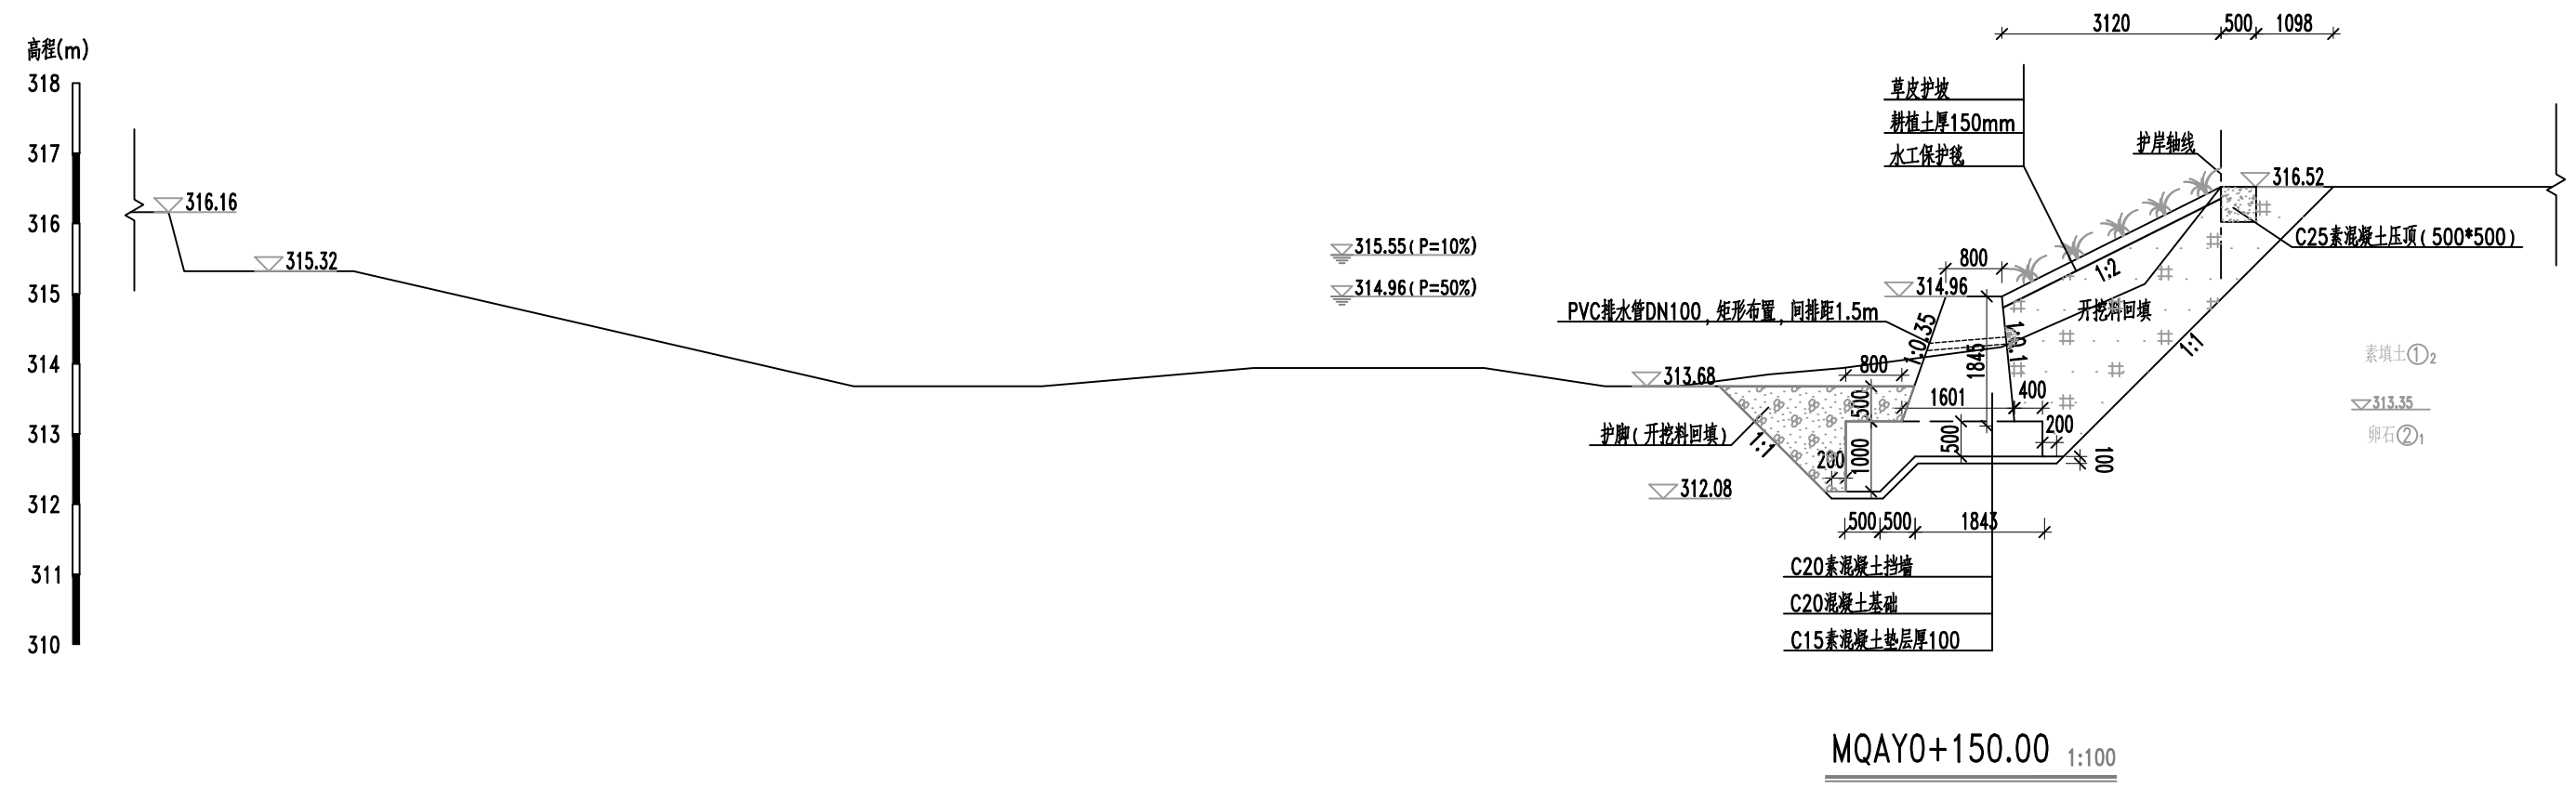 3120
500
1098
高程(m)
318
317
316
315
314
313
312
311
310
草皮护坡
耕植土厚150mm
水工保护毯
护岸轴线
316.16
316.52
315.32
315.55(P=10%)
C25素混凝土压顶(500*500)
800
1:2
314.96(P=50%)
314.96
PVC排水管DN100，矩形布置，间排距1.5m
开挖料回填
1:0.35
1:0.1
1845
1:1
素填土①2
800
313.68
500
1601
400
313.35
200
护脚(开挖料回填)
1:1
卵石②1
500
1000
200
100
312.08
500
500
1843
C20素混凝土挡墙
C20混凝土基础
C15素混凝土垫层厚100
MQAY0+150.00 1:100